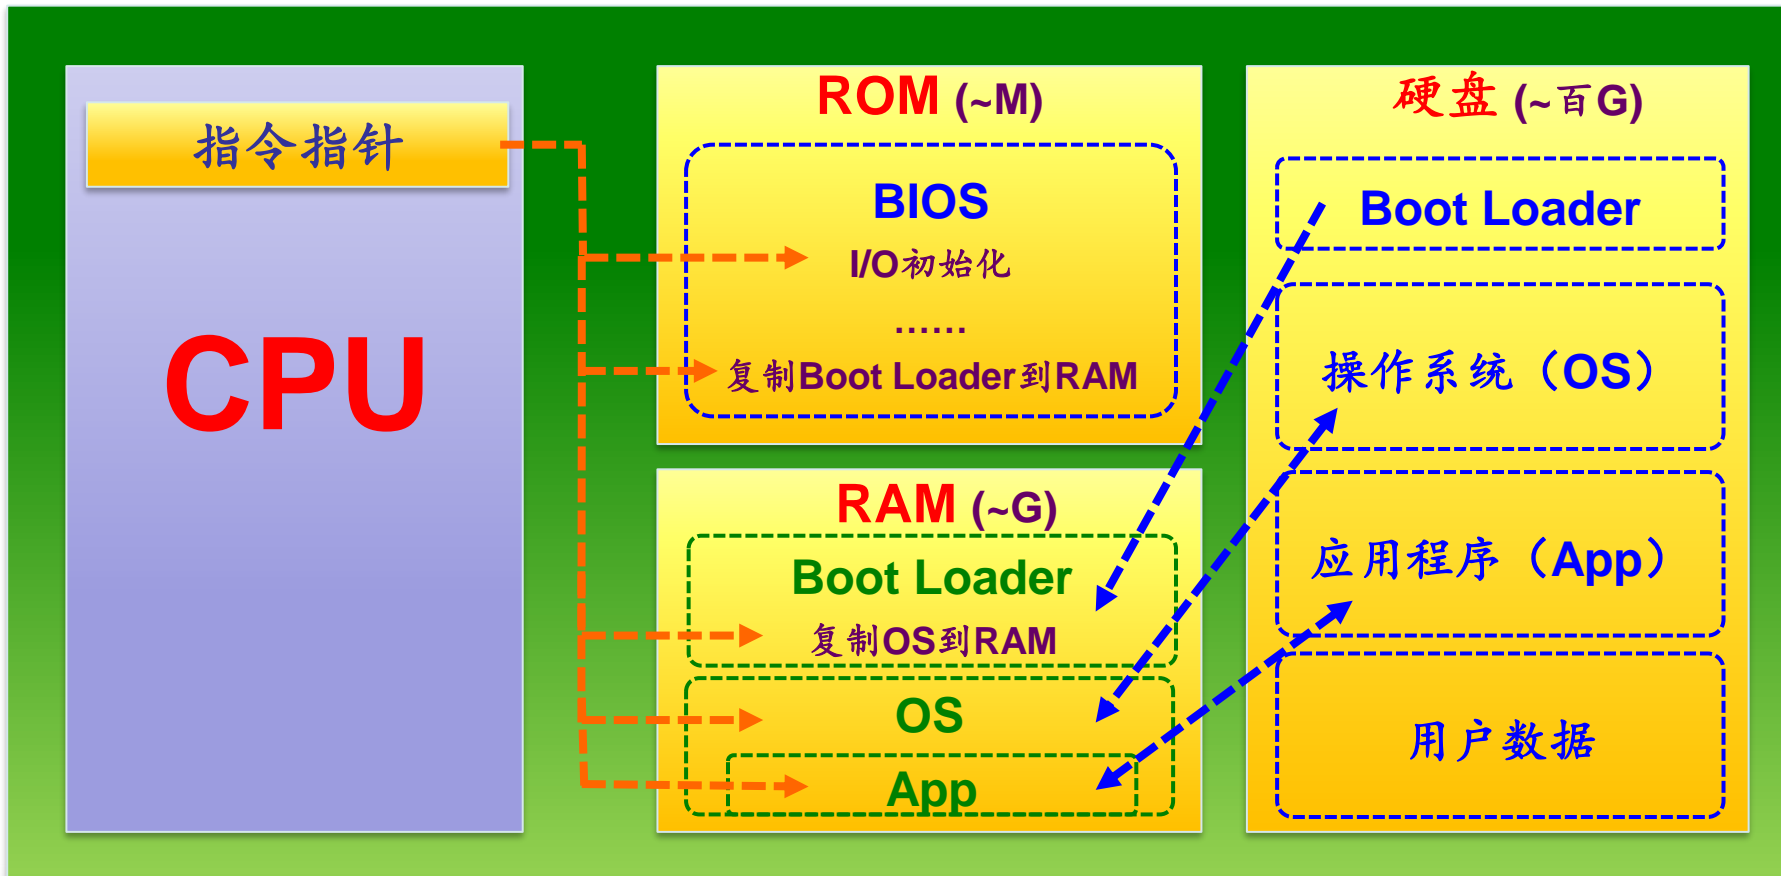 指令指针
CPU
ROM (~M)
BIOS
I/O初始化
......
复制Boot Loader到RAM
RAM (~G)
Boot Loader
复制OS到RAM
OS
App
硬盘 (~百G)
Boot Loader
操作系统（OS）
应用程序（App）
用户数据